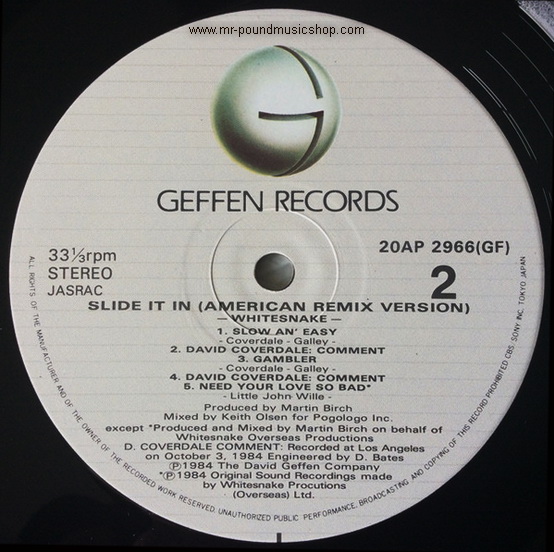 www.mr-poundmusicshop.com
GEFFEN RECORDS
33⅓rpm
STEREO
JASRAC
20AP 2966(GF)
2
SLIDE IT IN (AMERICAN REMIX VERSION)
— WHITESNAKE —
1. SLOW AN' EASY
- Coverdale - Galley -
2. DAVID COVERDALE: COMMENT
3. GAMBLER
- Coverdale - Galley -
4. DAVID COVERDALE: COMMENT
5. NEED YOUR LOVE SO BAD*
- Little John Wille -
Produced by Martin Birch
Mixed by Keith Olsen for Pogologo Inc.
except *Produced and Mixed by Martin Birch on behalf of
Whitesnake Overseas Productions
D. COVERDALE COMMENT: Recorded at Los Angeles
on October 3, 1984 Engineered by D. Bates
℗1984 The David Geffen Company
*℗1984 Original Sound Recordings made
by Whitesnake Procutions
(Overseas) Ltd.
ALL RIGHTS OF THE MANUFACTURER AND OF THE OWNER OF THE RECORDED WORK RESERVED. UNAUTHORIZED PUBLIC PERFORMANCE, BROADCASTING AND COPYING OF THIS RECORD PROHIBITED CBS SONY INC. TOKYO JAPAN